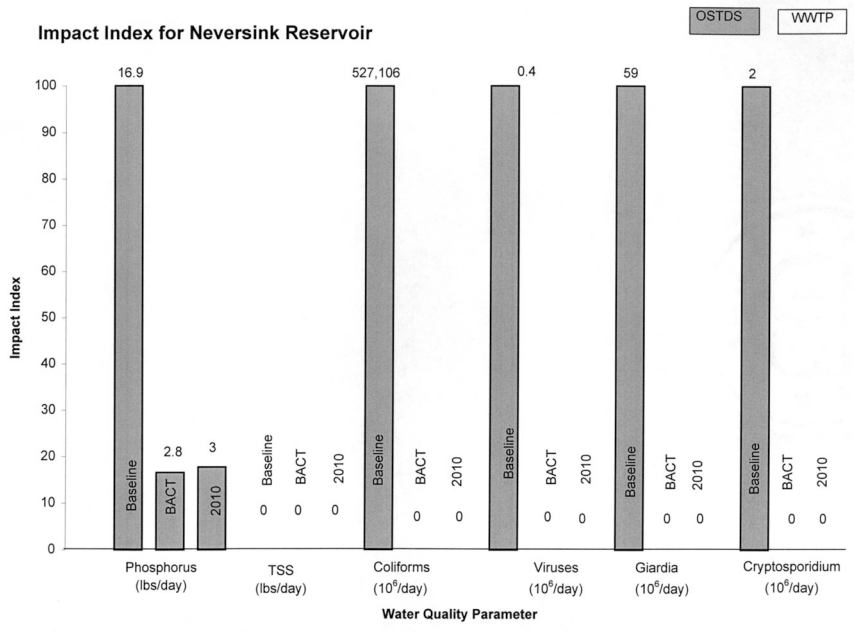 OSTDS WWTP
Impact Index for Neversink Reservoir
16.9 527,106 0.4 59 2
100
90
80
70
60
50
40
30
20
10
0
Impact Index
2.8 3
Baseline BACT 2010 Baseline BACT 2010 Baseline BACT 2010 Baseline BACT 2010 Baseline BACT 2010 Baseline BACT 2010
0 0 0 0 0 0 0 0 0 0 0
Phosphorus TSS Coliforms Viruses Giardia Cryptosporidium
(lbs/day) (lbs/day) (10⁶/day) (10⁶/day) (10⁶/day) (10⁶/day)
Water Quality Parameter